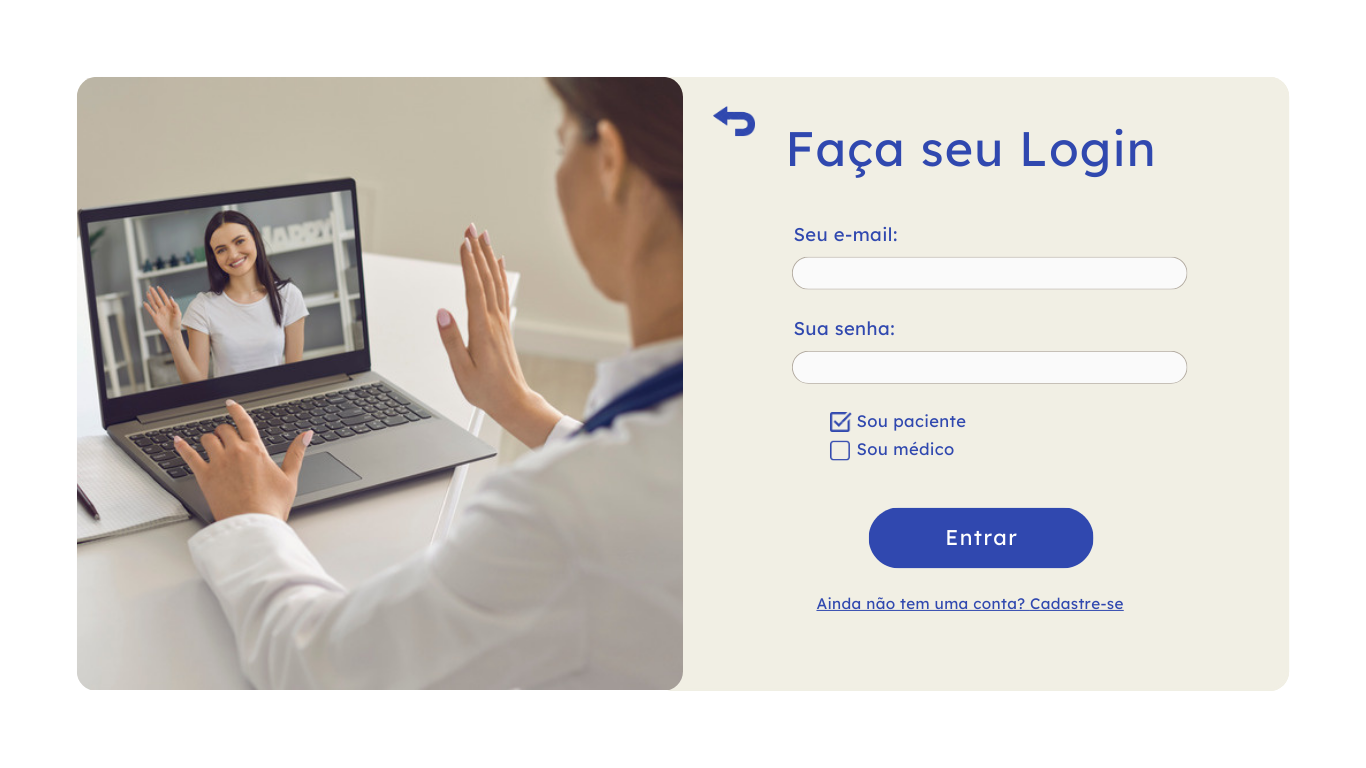 HAPPY
Faça seu Login
Seu e-mail:
Sua senha:
Sou paciente
Sou médico
Entrar
Ainda não tem uma conta? Cadastre-se